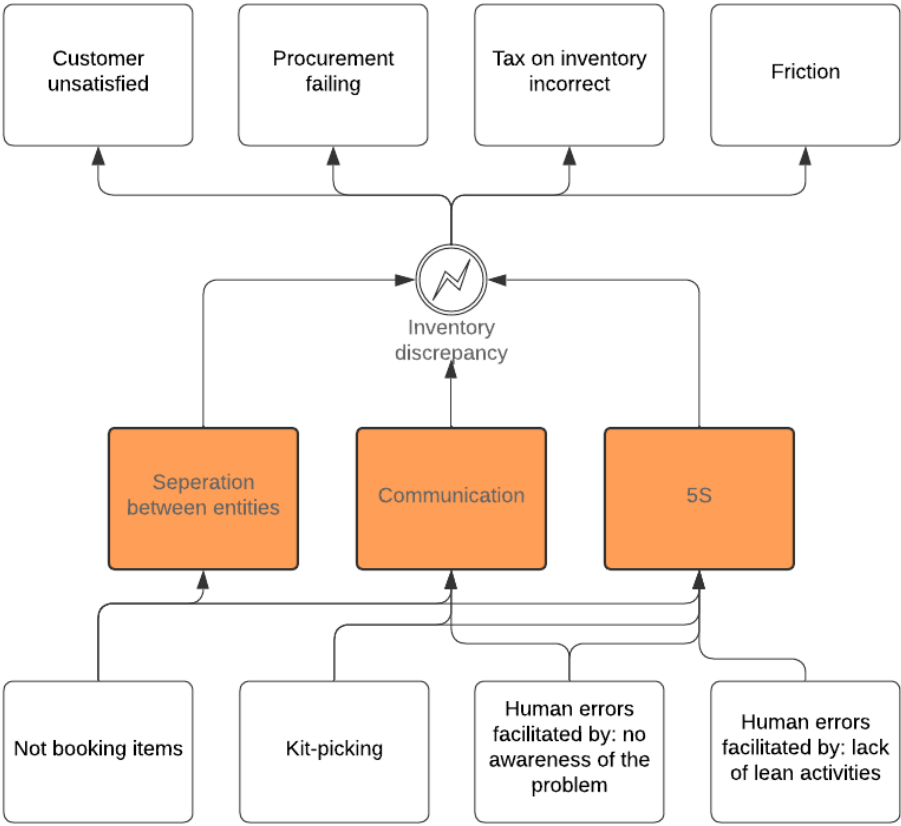 Customer
unsatisfied
Procurement
failing
Tax on inventory
incorrect
Friction
Inventory
discrepancy
Seperation
between entities
Communication
5S
Not booking items
Kit-picking
Human errors
facilitated by: no
awareness of the
problem
Human errors
facilitated by: lack
of lean activities